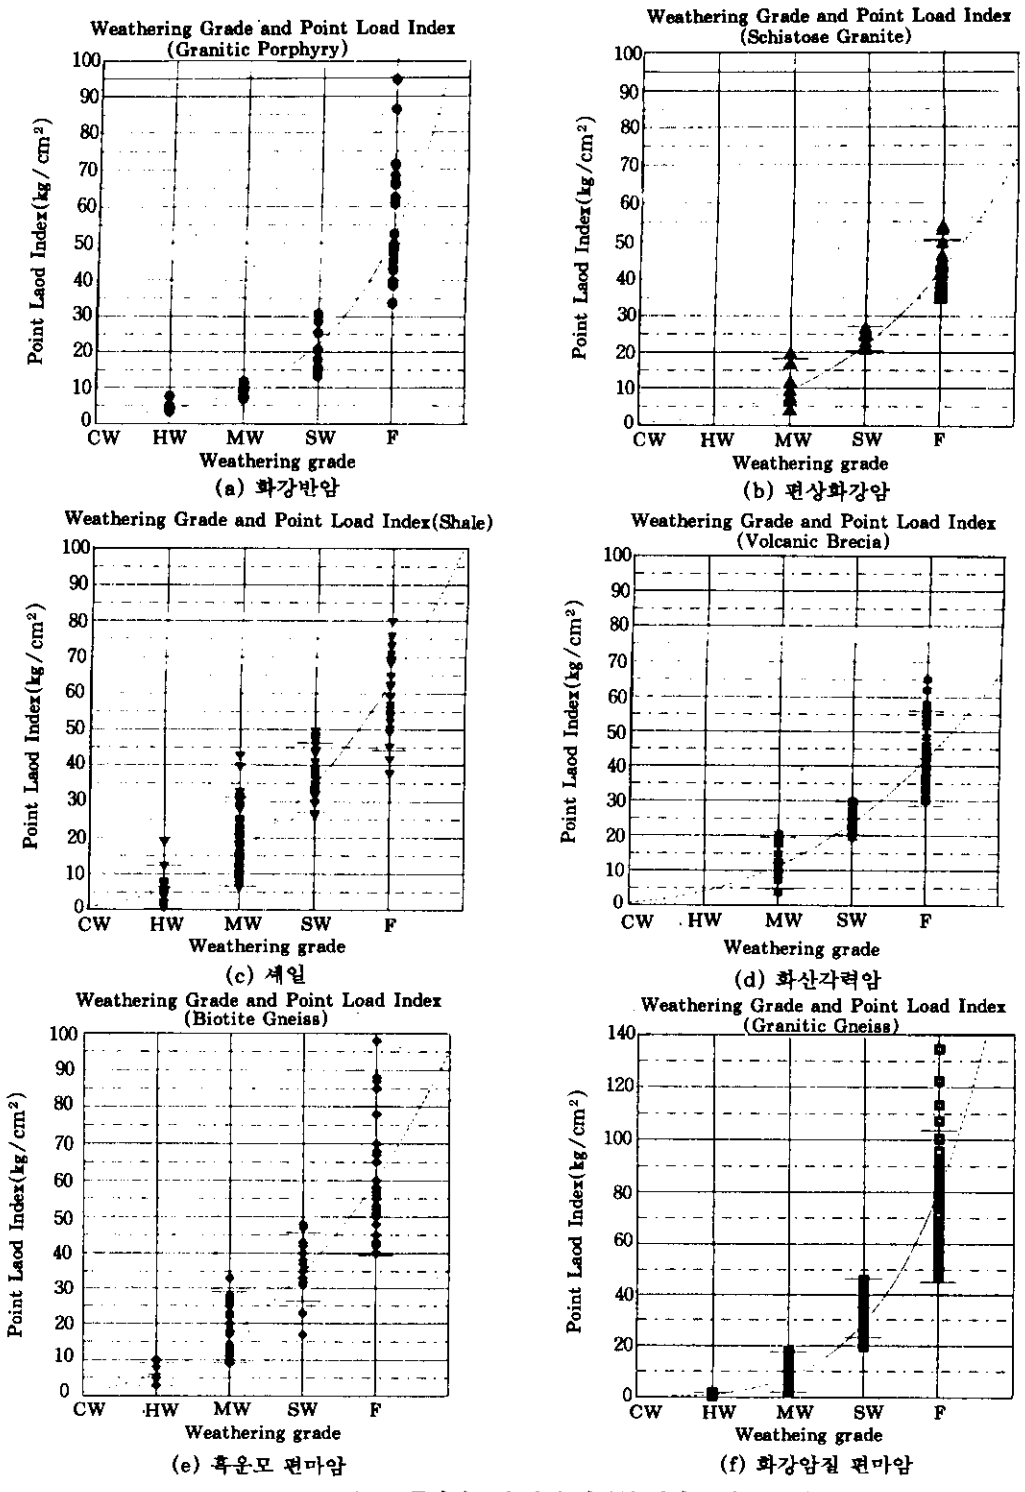 Weathering Grade and Point Load Index
(Granitic Porphyry)
100
90
80
70
60
50
40
30
20
10
0
Point Laod Index(kg/cm²)
CW HW MW SW F
Weathering grade
(a) 화강반암
Weathering Grade and Point Load Index
(Schistose Granite)
100
90
80
70
60
50
40
30
20
10
0
Point Laod Index(kg/cm²)
CW HW MW SW F
Weathering grade
(b) 편상화강암
Weathering Grade and Point Load Index(Shale)
100
90
80
70
60
50
40
30
20
10
0
Point Laod Index(kg/cm²)
CW HW MW SW F
Weathering grade
(c) 셰일
Weathering Grade and Point Load Index
(Volcanic Brecia)
100
90
80
70
60
50
40
30
20
10
0
Point Laod Index(kg/cm²)
CW HW MW SW F
Weathering grade
(d) 화산각력암
Weathering Grade and Point Load Index
(Biotite Gneiss)
100
90
80
70
60
50
40
30
20
10
0
Point Laod Index(kg/cm²)
CW HW MW SW F
Weathering grade
(e) 흑운모 편마암
Weathering Grade and Point Load Index
(Granitic Gneiss)
140
120
100
80
60
40
20
0
Point Laod Index(kg/cm²)
CW HW MW SW F
Weatheing grade
(f) 화강암질 편마암